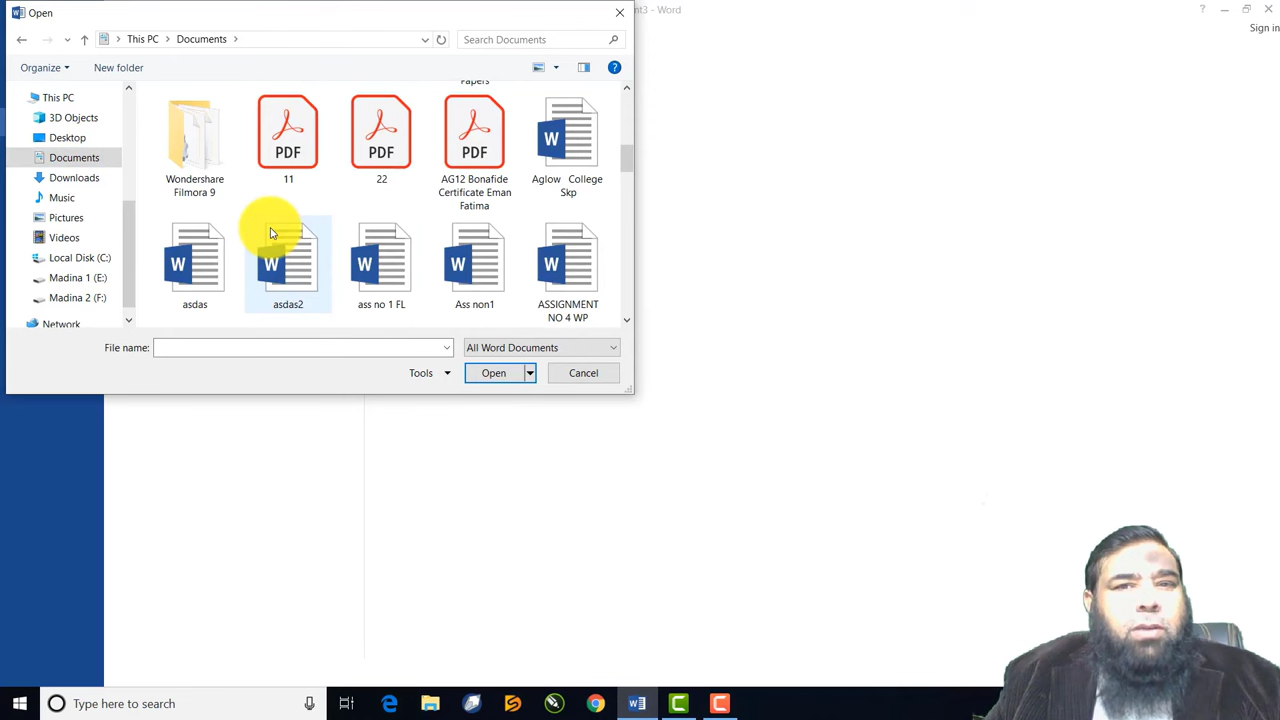 Open
nt3 - Word
?
Sign in
This PC
Documents
Search Documents
Organize
New folder
?
Papers
This PC
3D Objects
Desktop
Documents
Downloads
Music
Pictures
Videos
Local Disk (C:)
Madina 1 (E:)
Madina 2 (F:)
Network
PDF
PDF
PDF
W
Wondershare
Filmora 9
11
22
AG12 Bonafide
Certificate Eman
Fatima
Aglow College
Skp
W
W
W
W
W
asdas
asdas2
ass no 1 FL
Ass non1
ASSIGNMENT
NO 4 WP
File name:
All Word Documents
Tools
Open
Cancel
Type here to search